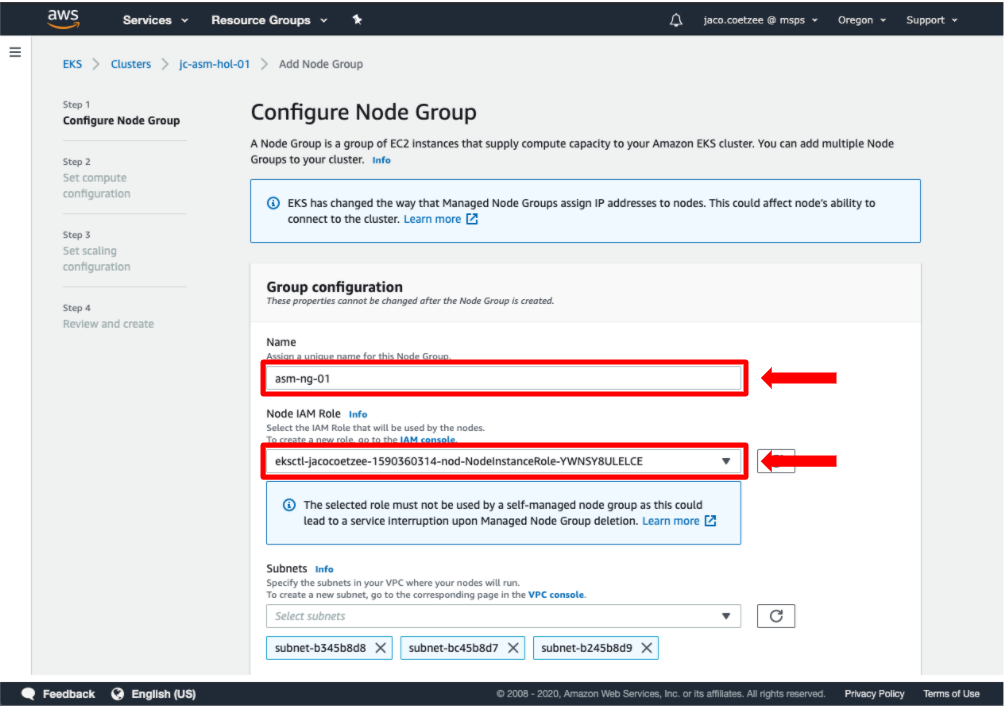 aws Services Resource Groups jaco.coetzee @ msps Oregon Support
EKS > Clusters > jc-asm-hol-01 > Add Node Group
Step 1
Configure Node Group
Step 2
Set compute
configuration
Step 3
Set scaling
configuration
Step 4
Review and create
Configure Node Group
A Node Group is a group of EC2 instances that supply compute capacity to your Amazon EKS cluster. You can add multiple Node
Groups to your cluster. Info
EKS has changed the way that Managed Node Groups assign IP addresses to nodes. This could affect node's ability to
connect to the cluster. Learn more
Group configuration
These properties cannot be changed after the Node Group is created.
Name
Assign a unique name for this Node Group.
asm-ng-01
Node IAM Role Info
Select the IAM Role that will be used by the nodes.
To create a new role, go to the IAM console.
eksctl-jacocoetzee-1590360314-nod-NodeInstanceRole-YWNSY8ULELCE
The selected role must not be used by a self-managed node group as this could
lead to a service interruption upon Managed Node Group deletion. Learn more
Subnets Info
Specify the subnets in your VPC where your nodes will run.
To create a new subnet, go to the corresponding page in the VPC console.
Select subnets
subnet-b345b8d8 subnet-bc45b8d7 subnet-b245b8d9
Feedback English (US) © 2008 - 2020, Amazon Web Services, Inc. or its affiliates. All rights reserved. Privacy Policy Terms of Use